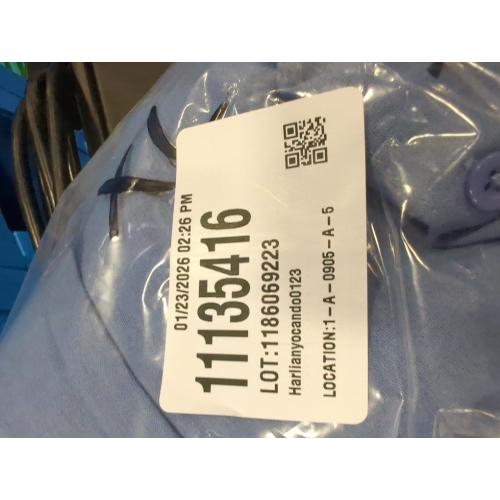 01/23/2026 02:26 PM
11135416
LOT:1186069223
Harlianyocando0123
LOCATION:1-A-0905-A-5